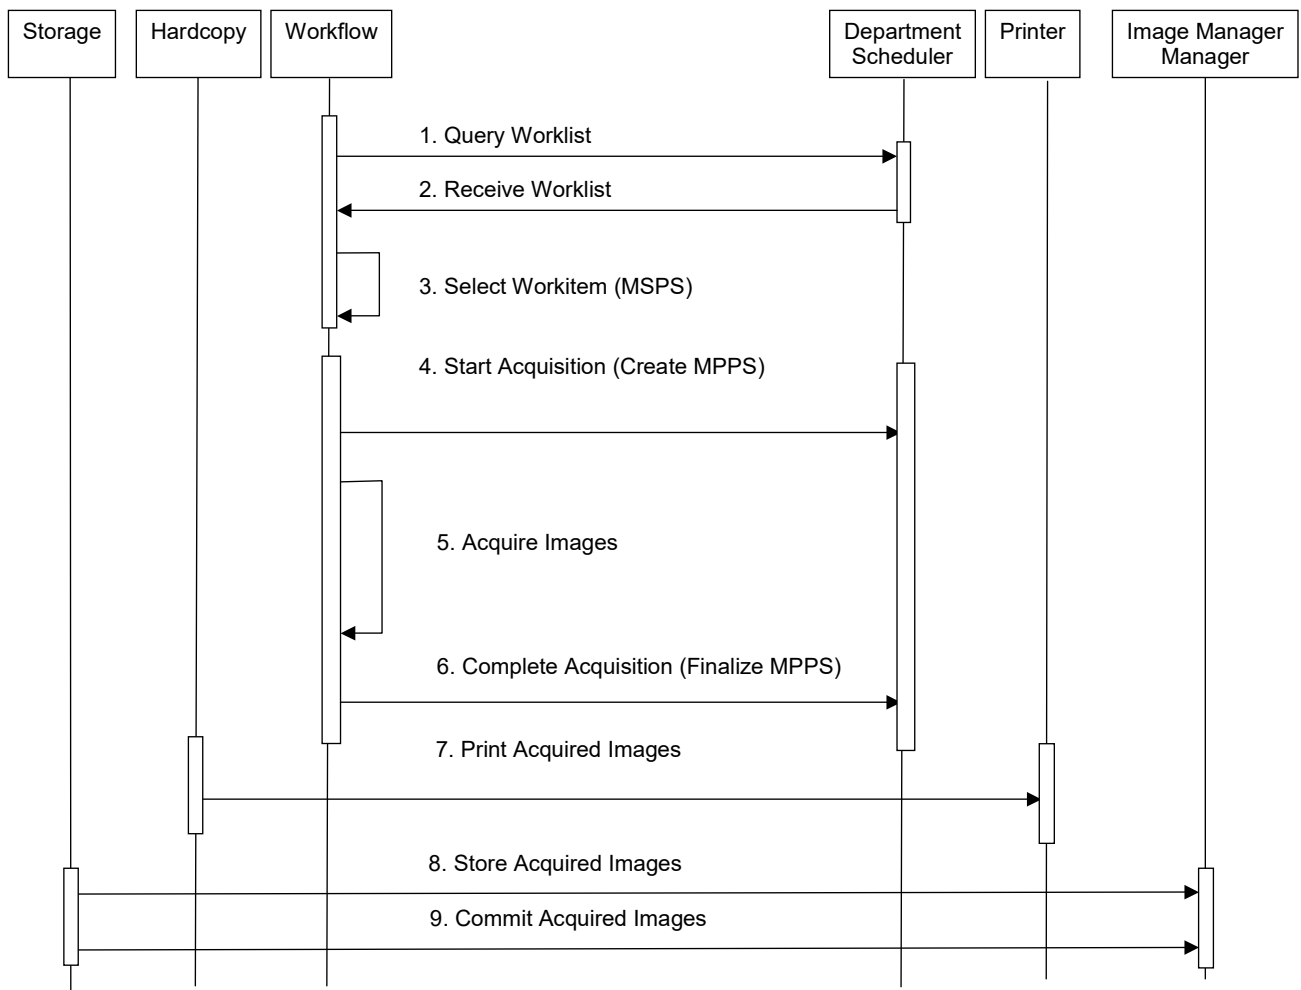 Storage
Hardcopy
Workflow
Department
Scheduler
Printer
Image Manager
Manager
1. Query Worklist
2. Receive Worklist
3. Select Workitem (MSPS)
4. Start Acquisition (Create MPPS)
5. Acquire Images
6. Complete Acquisition (Finalize MPPS)
7. Print Acquired Images
8. Store Acquired Images
9. Commit Acquired Images